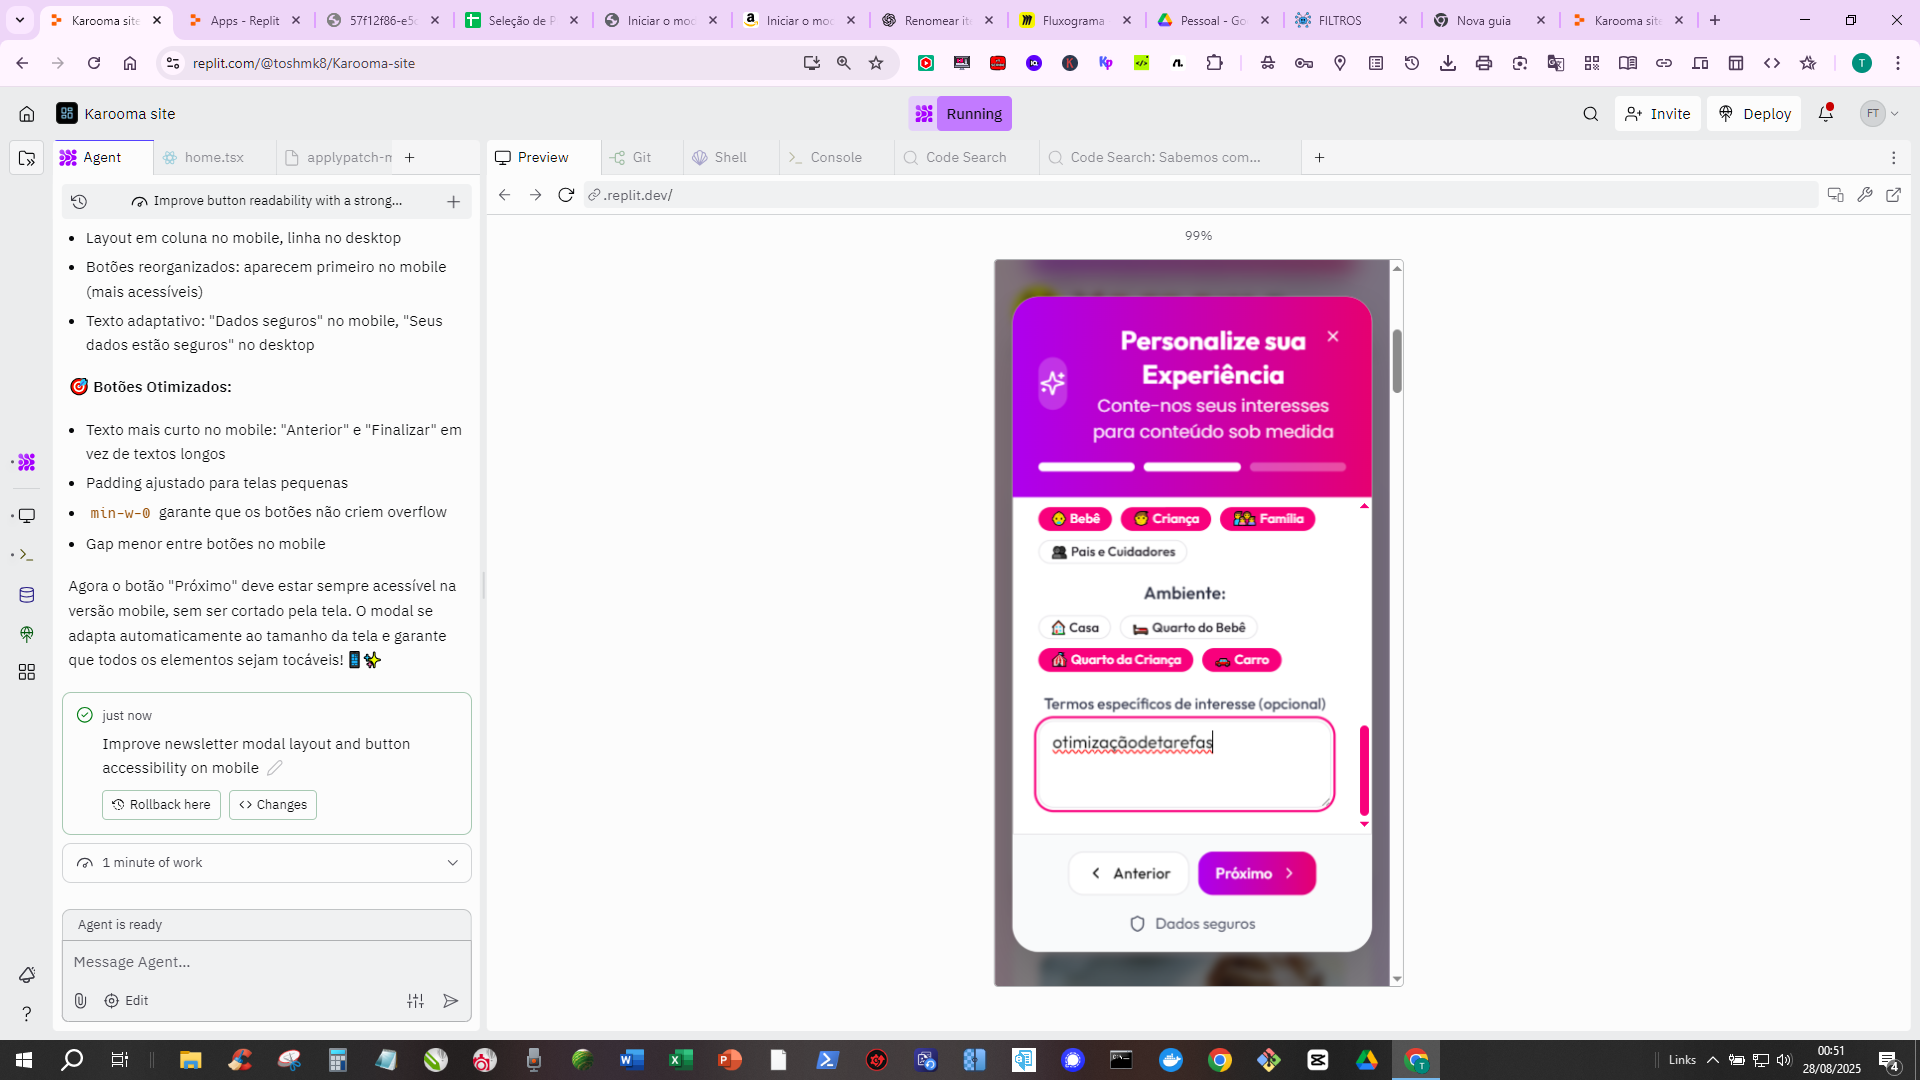 Karooma site
Apps - Replit
57f12f86-e5c
Seleção de P
Iniciar o moc
Iniciar o moc
Renomear ite
Fluxograma
Pessoal - Go
FILTROS
Nova guia
Karooma site
replit.com/@toshmk8/Karooma-site
T
Karooma site
Running
Invite
Deploy
FT
Agent
home.tsx
applypatch-n
Preview
Git
Shell
Console
Code Search
Code Search: Sabemos com...
Improve button readability with a strong...
.replit.dev/
99%
Layout em coluna no mobile, linha no desktop
Botões reorganizados: aparecem primeiro no mobile
(mais acessíveis)
Texto adaptativo: "Dados seguros" no mobile, "Seus
dados estão seguros" no desktop
🎯 Botões Otimizados:
Texto mais curto no mobile: "Anterior" e "Finalizar" em
vez de textos longos
Padding ajustado para telas pequenas
min-w-0 garante que os botões não criem overflow
Gap menor entre botões no mobile
Agora o botão "Próximo" deve estar sempre acessível na
versão mobile, sem ser cortado pela tela. O modal se
adapta automaticamente ao tamanho da tela e garante
que todos os elementos sejam tocáveis! 📱✨
just now
Improve newsletter modal layout and button
accessibility on mobile
Rollback here
Changes
1 minute of work
Agent is ready
Message Agent...
Edit
Personalize sua
Experiência
Conte-nos seus interesses
para conteúdo sob medida
👶 Bebê
🧒 Criança
👨‍👩‍👧‍👦 Família
👥 Pais e Cuidadores
Ambiente:
🏠 Casa
🛏️ Quarto do Bebê
Quarto da Criança
🚗 Carro
Termos específicos de interesse (opcional)
otimizaçãodetarefas
Anterior
Próximo
Dados seguros
Links
00:51
28/08/2025
4